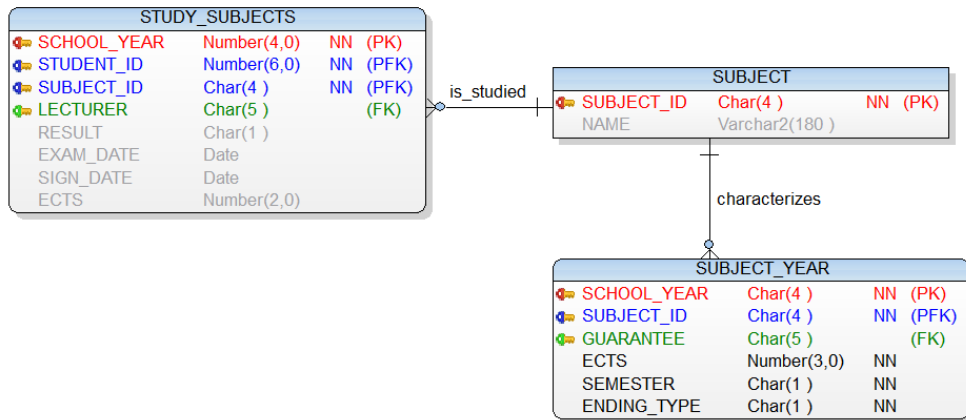 STUDY_SUBJECTS
SCHOOL_YEAR Number(4,0) NN (PK)
STUDENT_ID Number(6,0) NN (PFK)
SUBJECT_ID Char(4 ) NN (PFK)
LECTURER Char(5 ) (FK)
RESULT Char(1 )
EXAM_DATE Date
SIGN_DATE Date
ECTS Number(2,0)
is_studied
SUBJECT
SUBJECT_ID Char(4 ) NN (PK)
NAME Varchar2(180 )
characterizes
SUBJECT_YEAR
SCHOOL_YEAR Char(4 ) NN (PK)
SUBJECT_ID Char(4 ) NN (PFK)
GUARANTEE Char(5 ) (FK)
ECTS Number(3,0) NN
SEMESTER Char(1 ) NN
ENDING_TYPE Char(1 ) NN